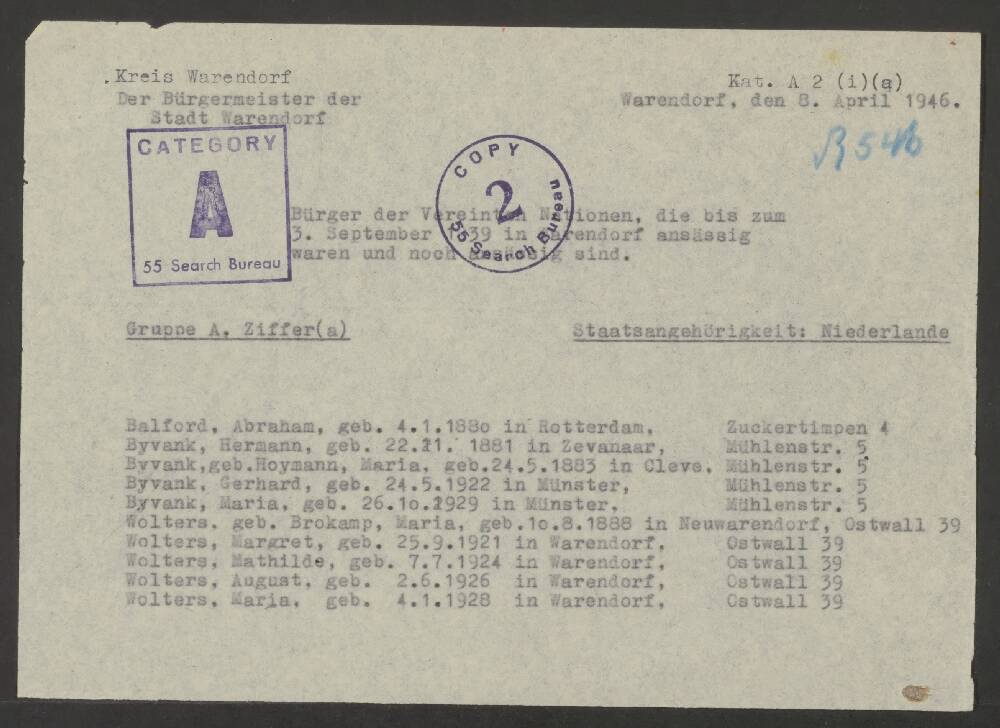 Kreis Warendorf
Der Bürgermeister der
Stadt Warendorf
Kat. A 2 (i)(a)
Warendorf, den 8. April 1946.
CATEGORY
A
55 Search Bureau
COPY
2
55 Search Bureau
Bürger der Vereinten Nationen, die bis zum
3. September 1939 in Warendorf ansässig
waren und noch ansässig sind.
Gruppe A, Ziffer(a) Staatsangehörigkeit: Niederlande
Balford, Abraham, geb. 4.1.188o in Rotterdam, Zuckertimpen 4
Byvank, Hermann, geb. 22.11. 1881 in Zevanaar, Mühlenstr. 5
Byvank,geb.Hoymann, Maria, geb.24.5.1883 in Cleve, Mühlenstr. 5
Byvank, Gerhard, geb. 24.5.1922 in Münster, Mühlenstr. 5
Byvank, Maria, geb. 26.1o.1929 in Münster, Mühlenstr. 5
Wolters, geb. Brokamp, Maria, geb.1o.8.1888 in Neuwarendorf, Ostwall 39
Wolters, Margret, geb. 25.9.1921 in Warendorf, Ostwall 39
Wolters, Mathilde, geb. 7.7.1924 in Warendorf, Ostwall 39
Wolters, August, geb. 2.6.1926 in Warendorf, Ostwall 39
Wolters, Maria, geb. 4.1.1928 in Warendorf, Ostwall 39